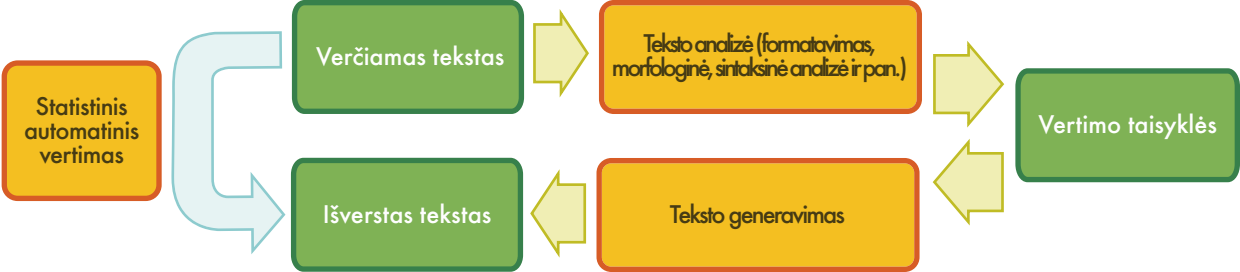 Statistinis
automatinis
vertimas
Verčiamas tekstas
Teksto analizė (formatavimas,
morfologinė, sintaksinė analizė ir pan.)
Vertimo taisyklės
Teksto generavimas
Išverstas tekstas